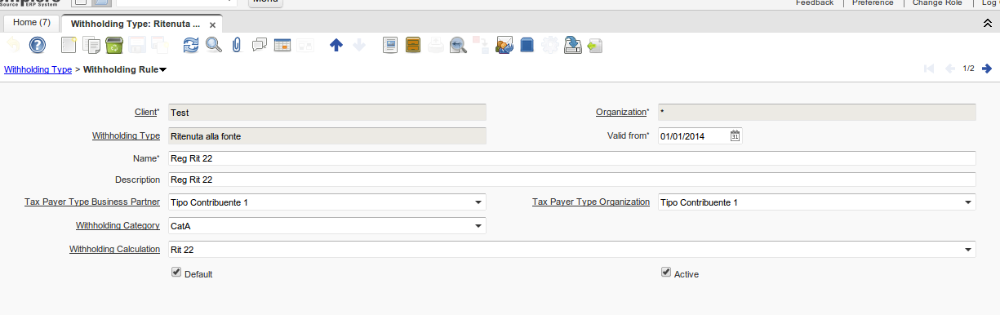 Source ERP System
Menu
Feedback
Preference
Change Role
Log
Home (7)
Withholding Type: Ritenuta ...
Withholding Type > Withholding Rule
1/2
Client* Test
Organization* *
Withholding Type Ritenuta alla fonte
Valid from* 01/01/2014
31
Name* Reg Rit 22
Description Reg Rit 22
Tax Payer Type Business Partner Tipo Contribuente 1
Tax Payer Type Organization Tipo Contribuente 1
Withholding Category CatA
Withholding Calculation Rit 22
Default
Active